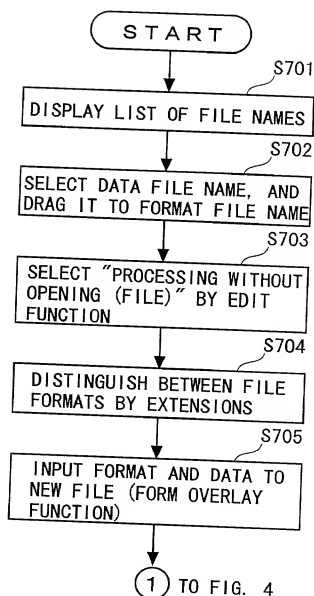 START
S701
DISPLAY LIST OF FILE NAMES
S702
SELECT DATA FILE NAME, AND
DRAG IT TO FORMAT FILE NAME
S703
SELECT "PROCESSING WITHOUT
OPENING (FILE)" BY EDIT
FUNCTION
S704
DISTINGUISH BETWEEN FILE
FORMATS BY EXTENSIONS
S705
INPUT FORMAT AND DATA TO
NEW FILE (FORM OVERLAY
FUNCTION)
1 TO FIG. 4